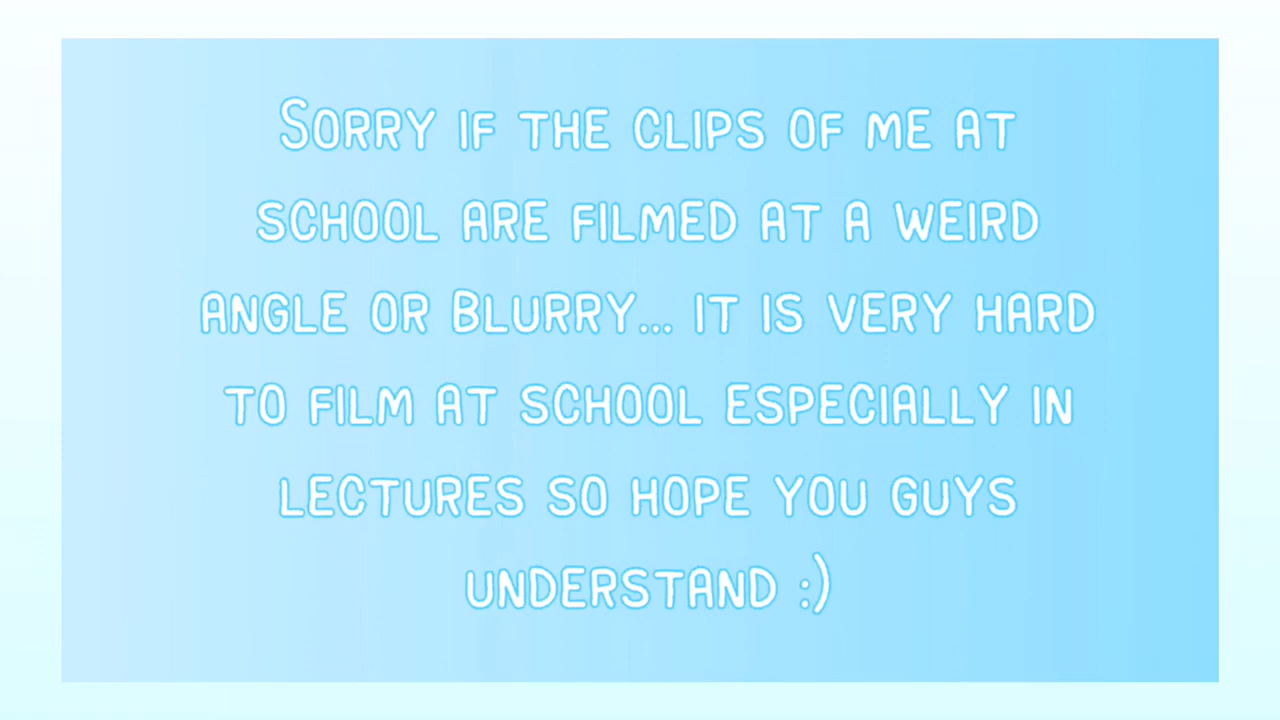 Sorry if the clips of me at
school are filmed at a weird
angle or blurry... it is very hard
to film at school especially in
lectures so hope you guys
understand :)